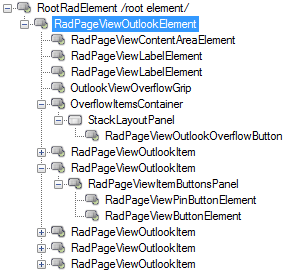 RootRadElement /root element/
RadPageViewOutlookElement
RadPageViewContentAreaElement
RadPageViewLabelElement
RadPageViewLabelElement
OutlookViewOverflowGrip
OverflowItemsContainer
StackLayoutPanel
RadPageViewOutlookOverflowButton
RadPageViewOutlookItem
RadPageViewOutlookItem
RadPageViewItemButtonsPanel
RadPageViewPinButtonElement
RadPageViewButtonElement
RadPageViewOutlookItem
RadPageViewOutlookItem
RadPageViewOutlookItem